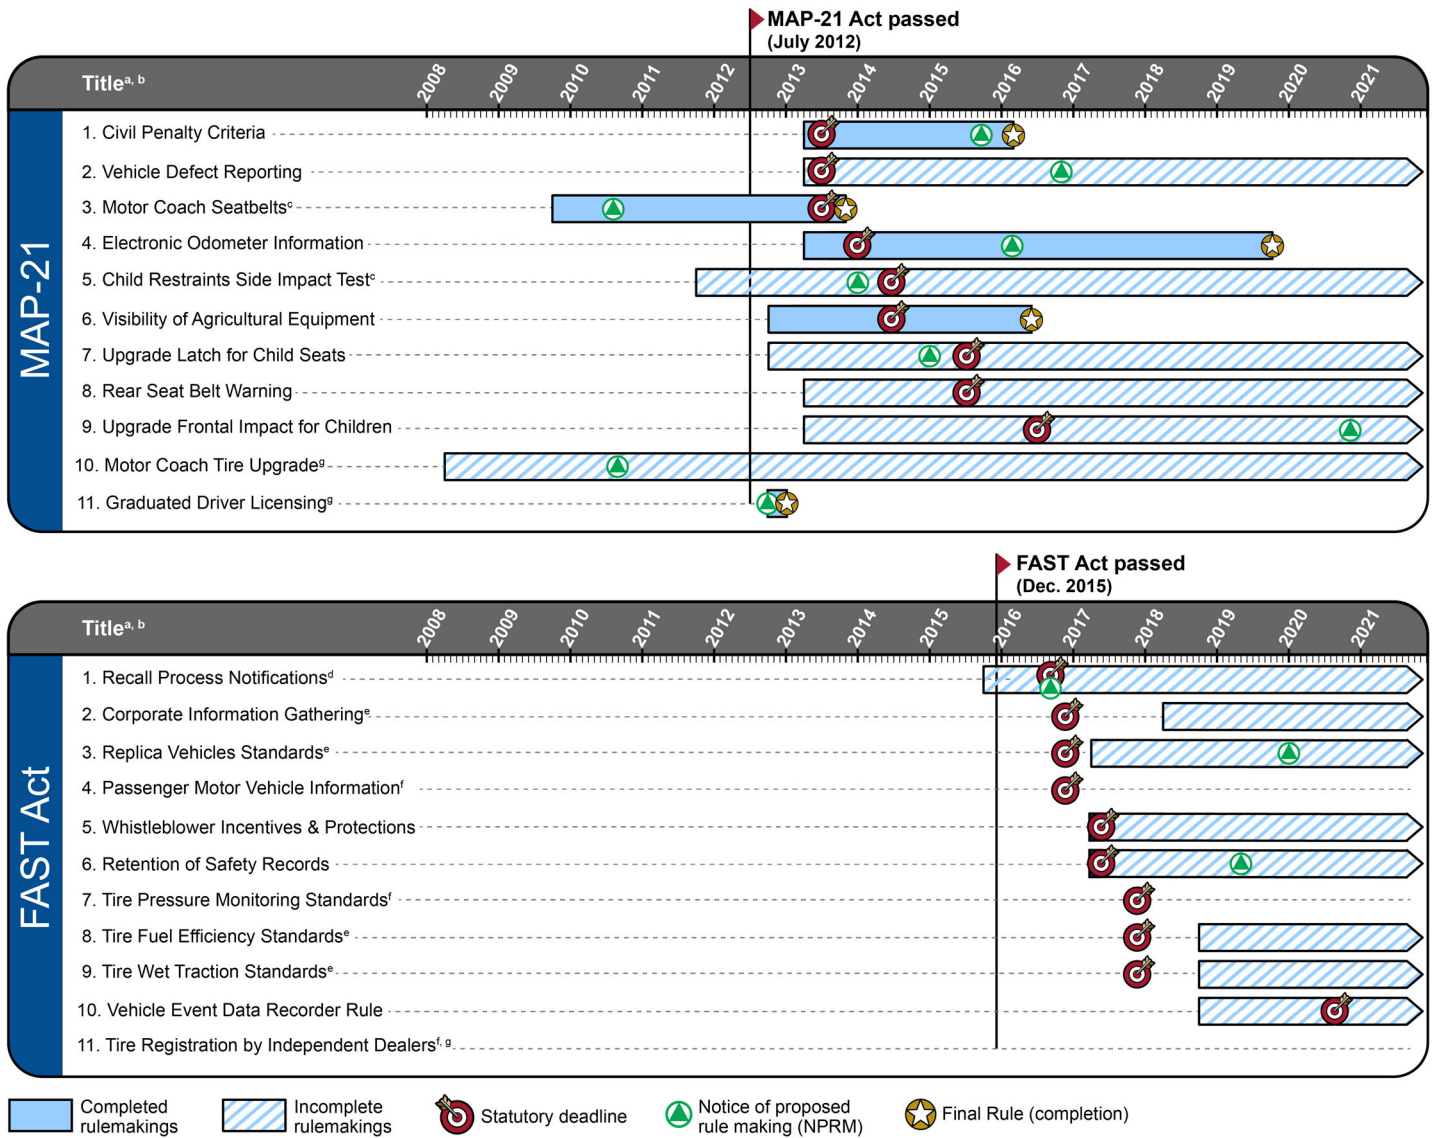 MAP-21 Act passed
(July 2012)
Titleᵃ, ᵇ
2008 2009 2010 2011 2012 2013 2014 2015 2016 2017 2018 2019 2020 2021
MAP-21
1. Civil Penalty Criteria
2. Vehicle Defect Reporting
3. Motor Coach Seatbeltsᶜ
4. Electronic Odometer Information
5. Child Restraints Side Impact Testᶜ
6. Visibility of Agricultural Equipment
7. Upgrade Latch for Child Seats
8. Rear Seat Belt Warning
9. Upgrade Frontal Impact for Children
10. Motor Coach Tire Upgradeᵍ
11. Graduated Driver Licensingᵍ
FAST Act passed
(Dec. 2015)
Titleᵃ, ᵇ
2008 2009 2010 2011 2012 2013 2014 2015 2016 2017 2018 2019 2020 2021
FAST Act
1. Recall Process Notificationsᵈ
2. Corporate Information Gatheringᵉ
3. Replica Vehicles Standardsᵉ
4. Passenger Motor Vehicle Informationᶠ
5. Whistleblower Incentives & Protections
6. Retention of Safety Records
7. Tire Pressure Monitoring Standardsᶠ
8. Tire Fuel Efficiency Standardsᵉ
9. Tire Wet Traction Standardsᵉ
10. Vehicle Event Data Recorder Rule
11. Tire Registration by Independent Dealersᶠ, ᵍ
Completed
rulemakings
Incomplete
rulemakings
Statutory deadline
Notice of proposed
rule making (NPRM)
Final Rule (completion)